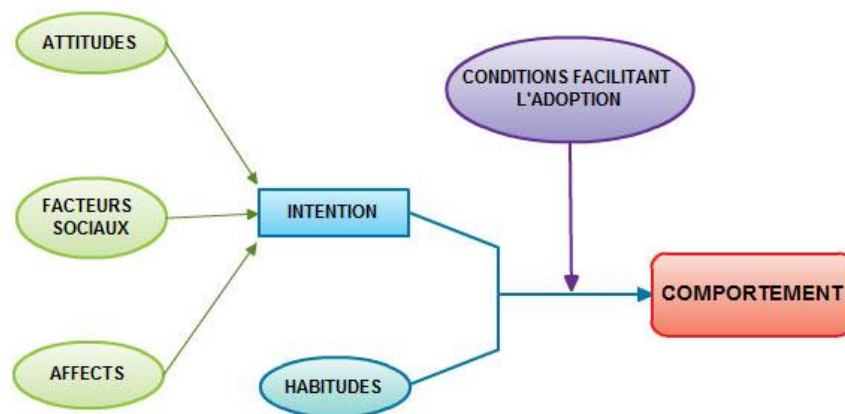 ATTITUDES
CONDITIONS FACILITANT
L'ADOPTION
FACTEURS
SOCIAUX
INTENTION
COMPORTEMENT
AFFECTS
HABITUDES